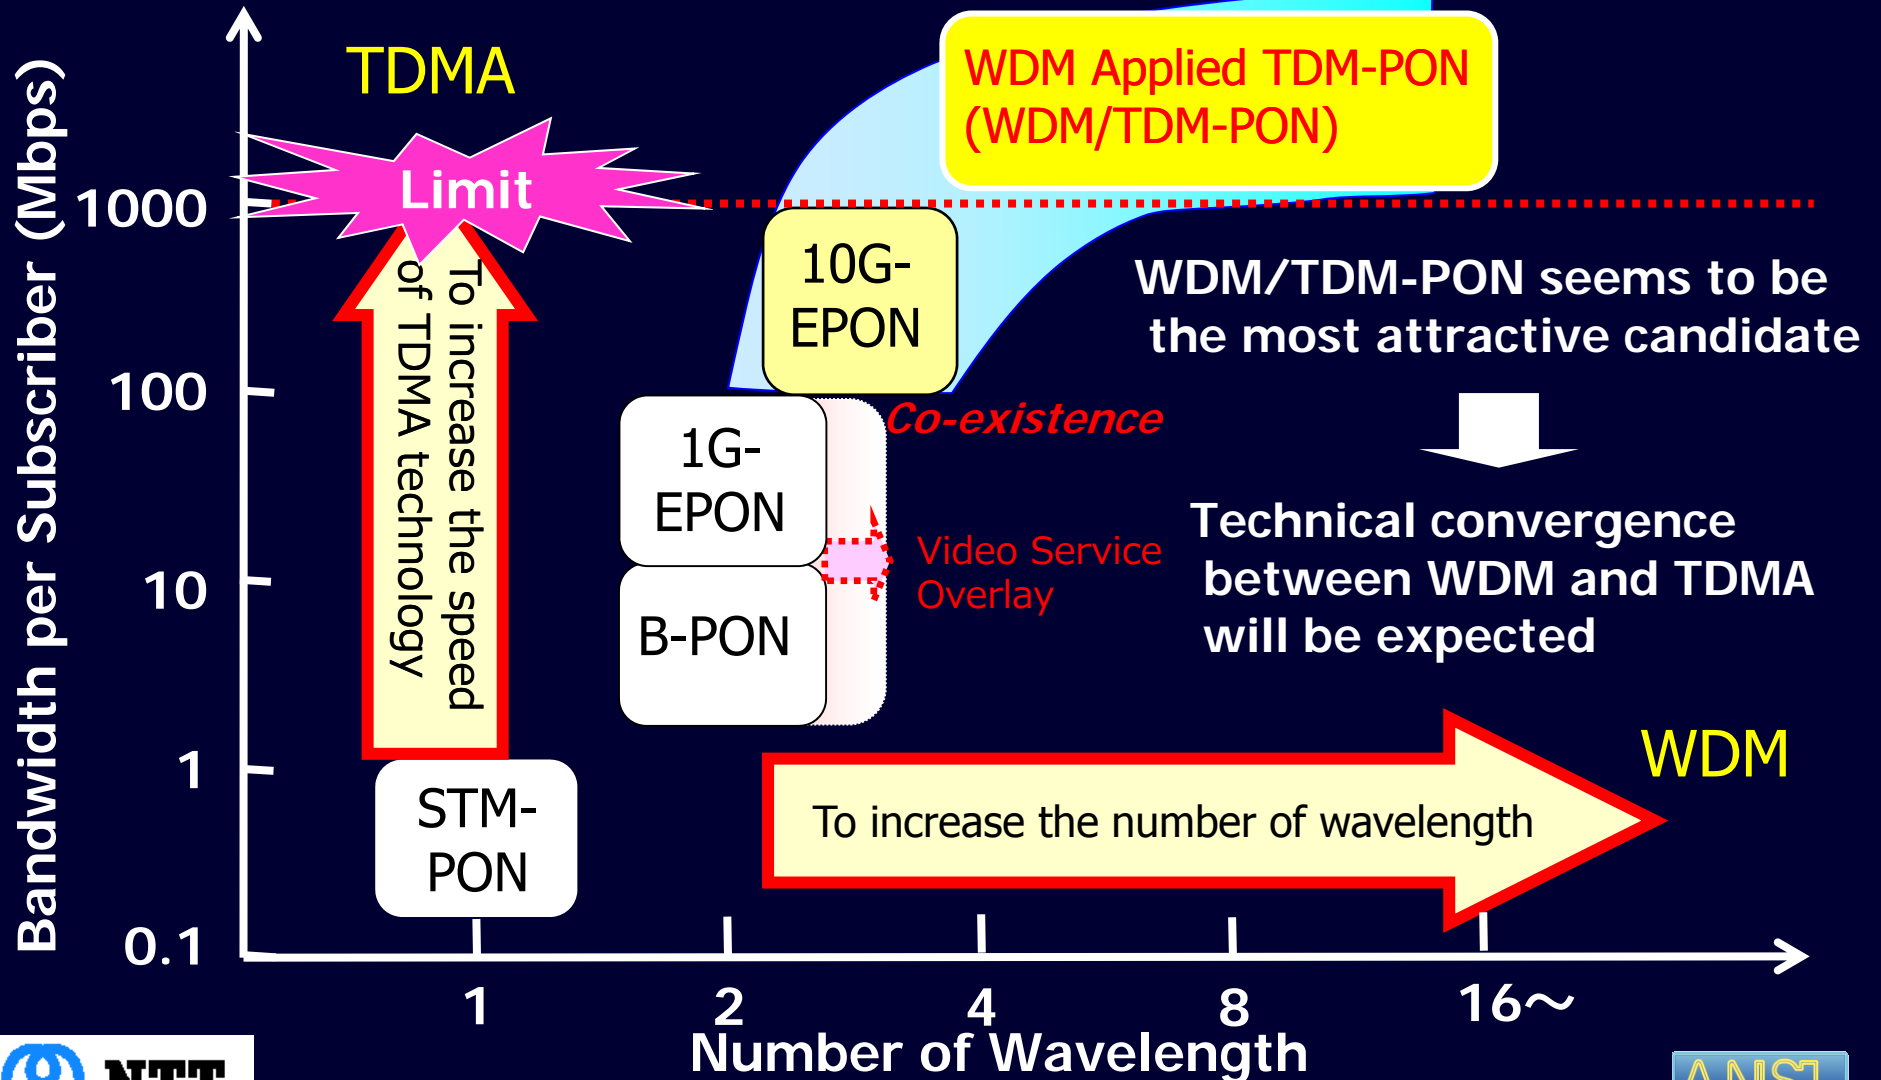 TDMA
WDM Applied TDM-PON
(WDM/TDM-PON)
Limit
Bandwidth per Subscriber (Mbps)
1000
100
10
1
0.1
To increase the speed
of TDMA technology
10G-
EPON
WDM/TDM-PON seems to be
the most attractive candidate
Co-existence
1G-
EPON
Video Service
Overlay
B-PON
Technical convergence
between WDM and TDMA
will be expected
WDM
STM-
PON
To increase the number of wavelength
1
2
4
8
16～
Number of Wavelength
NTT